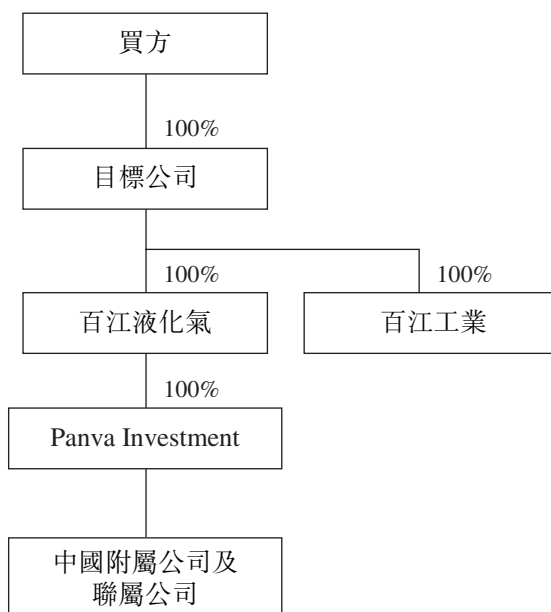 買方
100%
目標公司
100%
100%
百江液化氣
百江工業
100%
Panva Investment
中國附屬公司及
聯屬公司